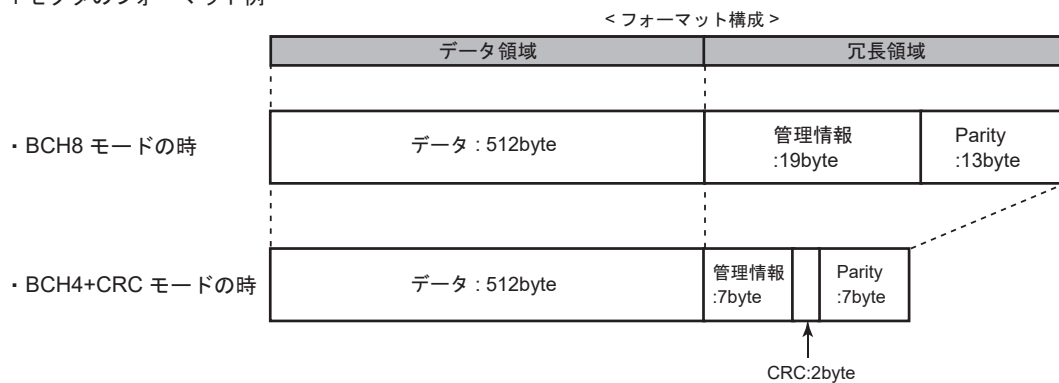 < フォーマット構成 >
データ領域
冗長領域
・BCH8 モードの時
データ : 512byte
管理情報
:19byte
Parity
:13byte
・BCH4+CRC モードの時
データ : 512byte
管理情報
:7byte
Parity
:7byte
CRC:2byte